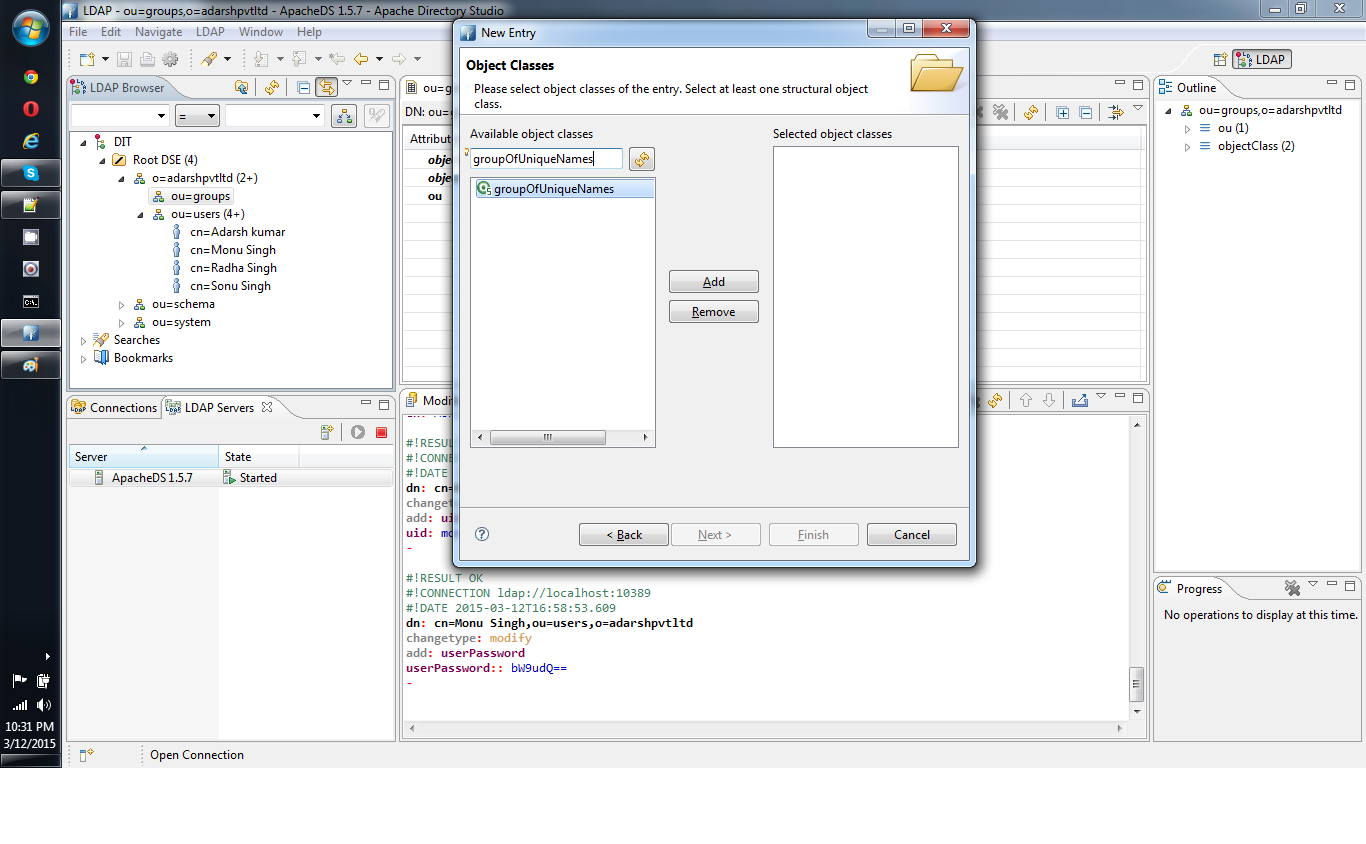 LDAP - ou=groups,o=adarshpvtltd - ApacheDS 1.5.7 - Apache Directory Studio
File Edit Navigate LDAP Window Help
LDAP
LDAP Browser
=
DIT
Root DSE (4)
o=adarshpvtltd (2+)
ou=groups
ou=users (4+)
cn=Adarsh kumar
cn=Monu Singh
cn=Radha Singh
cn=Sonu Singh
ou=schema
ou=system
Searches
Bookmarks
Connections LDAP Servers
Server State
ApacheDS 1.5.7 Started
ou=
DN: ou=
Attribut
objec
objec
ou
New Entry
Object Classes
Please select object classes of the entry. Select at least one structural object
class.
Available object classes
groupOfUniqueNames
groupOfUniqueNames
Add
Remove
Selected object classes
< Back Next > Finish Cancel
Modif
#!RESUL
#!CONNE
#!DATE
dn: cn=
changet
add: ui
uid: mo
-
#!RESULT OK
#!CONNECTION ldap://localhost:10389
#!DATE 2015-03-12T16:58:53.609
dn: cn=Monu Singh,ou=users,o=adarshpvtltd
changetype: modify
add: userPassword
userPassword:: bW9udQ==
-
Outline
ou=groups,o=adarshpvtltd
ou (1)
objectClass (2)
Progress
No operations to display at this time.
Open Connection
10:31 PM
3/12/2015